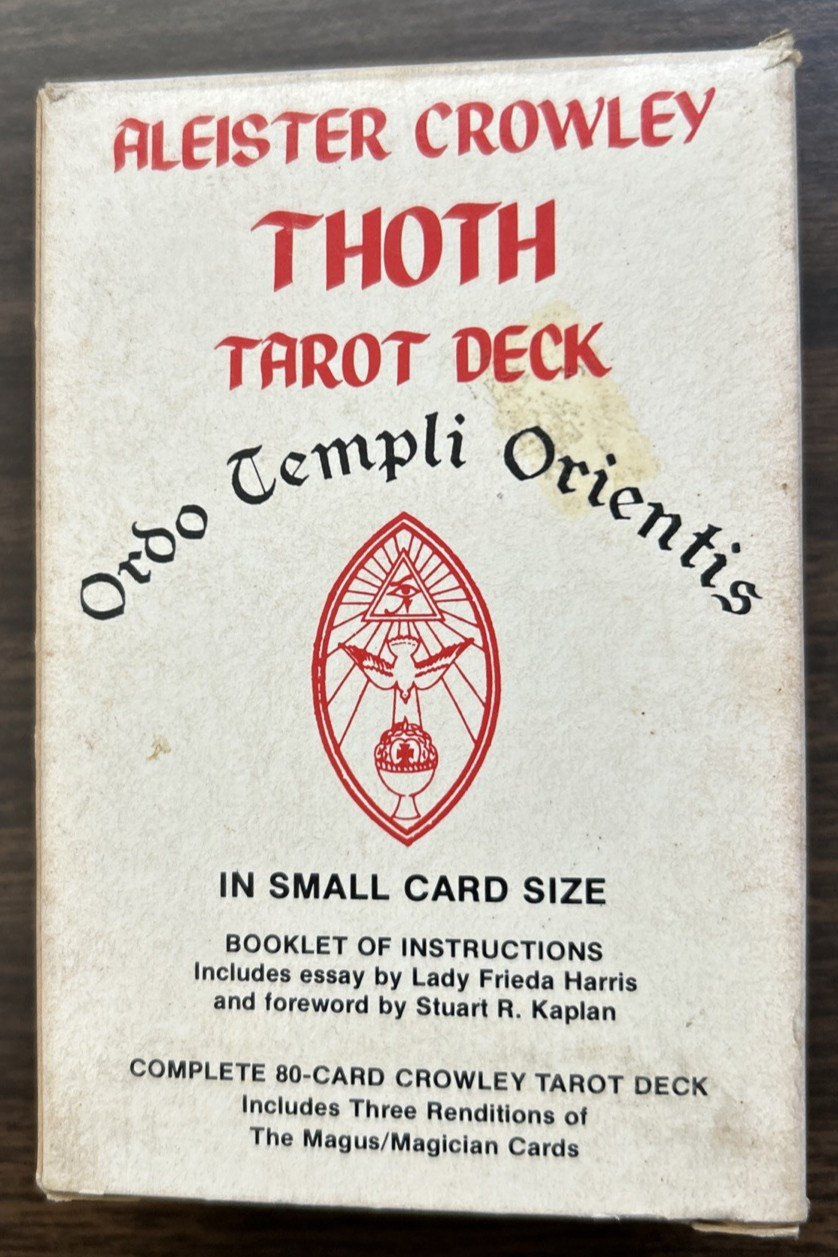 ALEISTER CROWLEY
THOTH
TAROT DECK
Ordo Templi Orientis
IN SMALL CARD SIZE
BOOKLET OF INSTRUCTIONS
Includes essay by Lady Frieda Harris
and foreword by Stuart R. Kaplan
COMPLETE 80-CARD CROWLEY TAROT DECK
Includes Three Renditions of
The Magus/Magician Cards